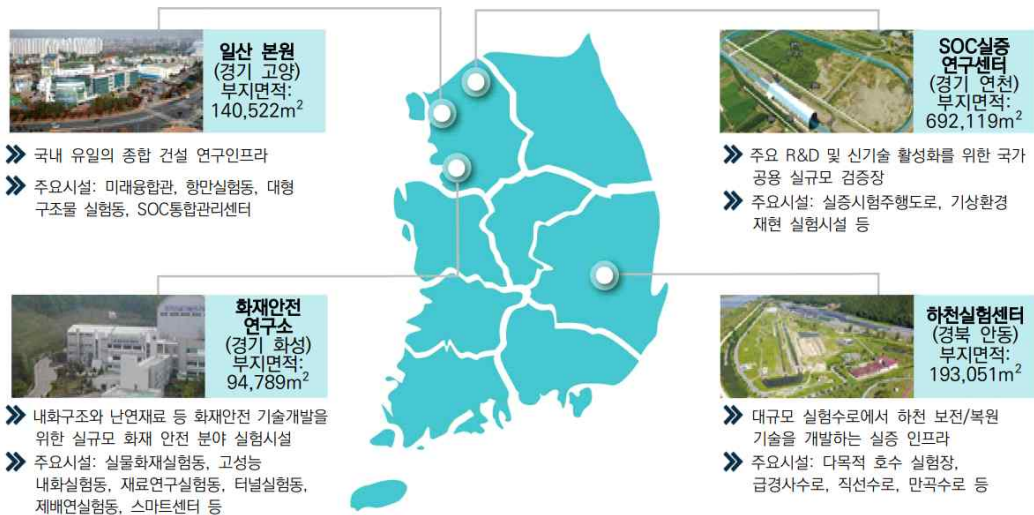 일산 본원
(경기 고양)
부지면적:
140,522m²
국내 유일의 종합 건설 연구인프라
주요시설: 미래융합관, 항만실험동, 대형
구조물 실험동, SOC통합관리센터
SOC실증
연구센터
(경기 연천)
부지면적:
692,119m²
주요 R&D 및 신기술 활성화를 위한 국가
공용 실규모 검증장
주요시설: 실증시험주행도로, 기상환경
재현 실험시설 등
화재안전
연구소
(경기 화성)
부지면적:
94,789m²
내화구조와 난연재료 등 화재안전 기술개발을
위한 실규모 화재 안전 분야 실험시설
주요시설: 실물화재실험동, 고성능
내화실험동, 재료연구실험동, 터널실험동,
제배연실험동, 스마트센터 등
하천실험센터
(경북 안동)
부지면적:
193,051m²
대규모 실험수로에서 하천 보전/복원
기술을 개발하는 실증 인프라
주요시설: 다목적 호수 실험장,
급경사수로, 직선수로, 만곡수로 등